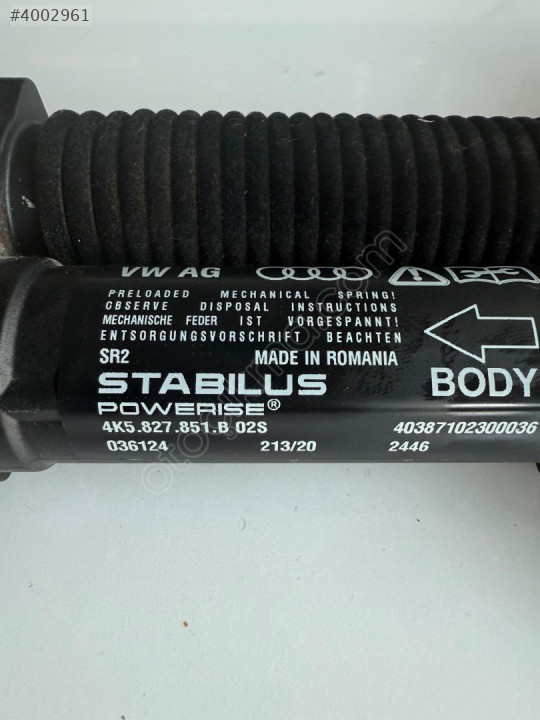 #4002961
VW AG
PRELOADED MECHANICAL SPRING!
OBSERVE DISPOSAL INSTRUCTIONS
MECHANISCHE FEDER IST VORGESPANNT!
ENTSORGUNGSVORSCHRIFT BEACHTEN
SR2 MADE IN ROMANIA
STABILUS
POWERISE®
BODY
4K5.827.851.B 02S 40387102300036
036124 213/20 2446